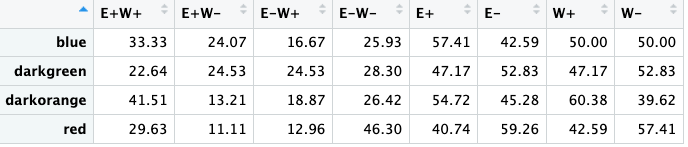 E+W+ E+W- E-W+ E-W- E+ E- W+ W-
blue 33.33 24.07 16.67 25.93 57.41 42.59 50.00 50.00
darkgreen 22.64 24.53 24.53 28.30 47.17 52.83 47.17 52.83
darkorange 41.51 13.21 18.87 26.42 54.72 45.28 60.38 39.62
red 29.63 11.11 12.96 46.30 40.74 59.26 42.59 57.41